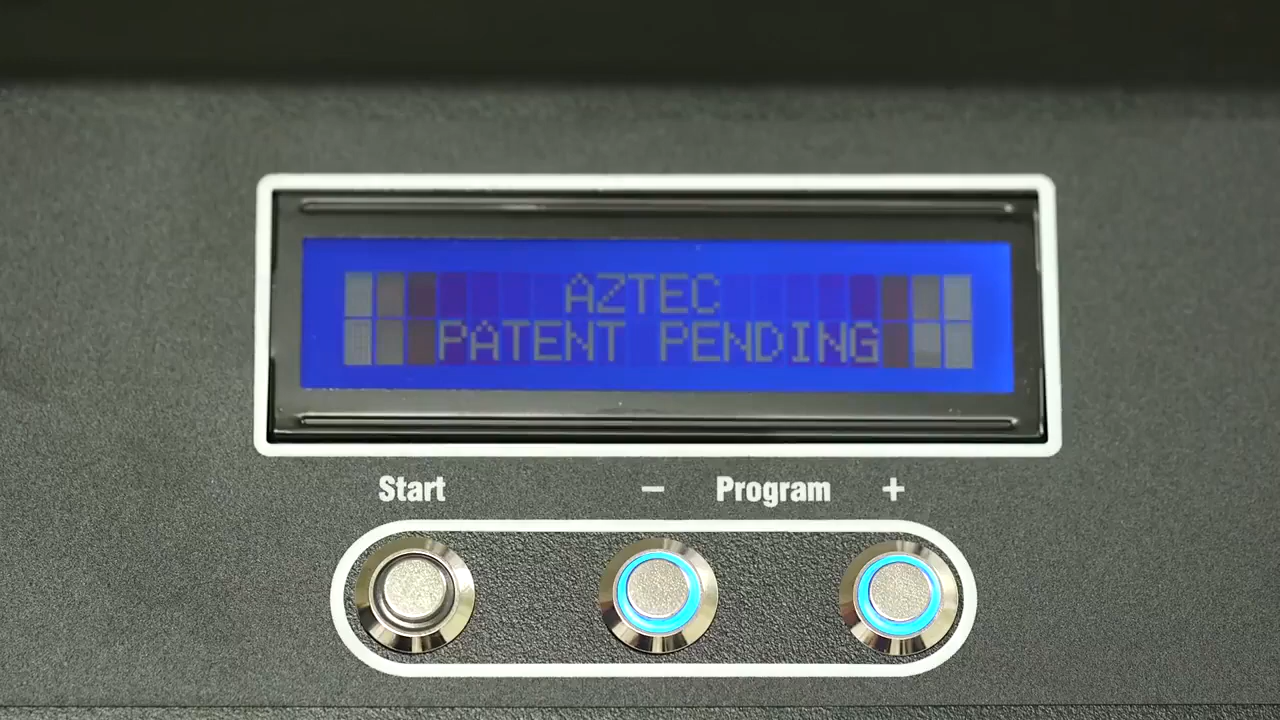 AZTEC
PATENT PENDING
Start – Program +